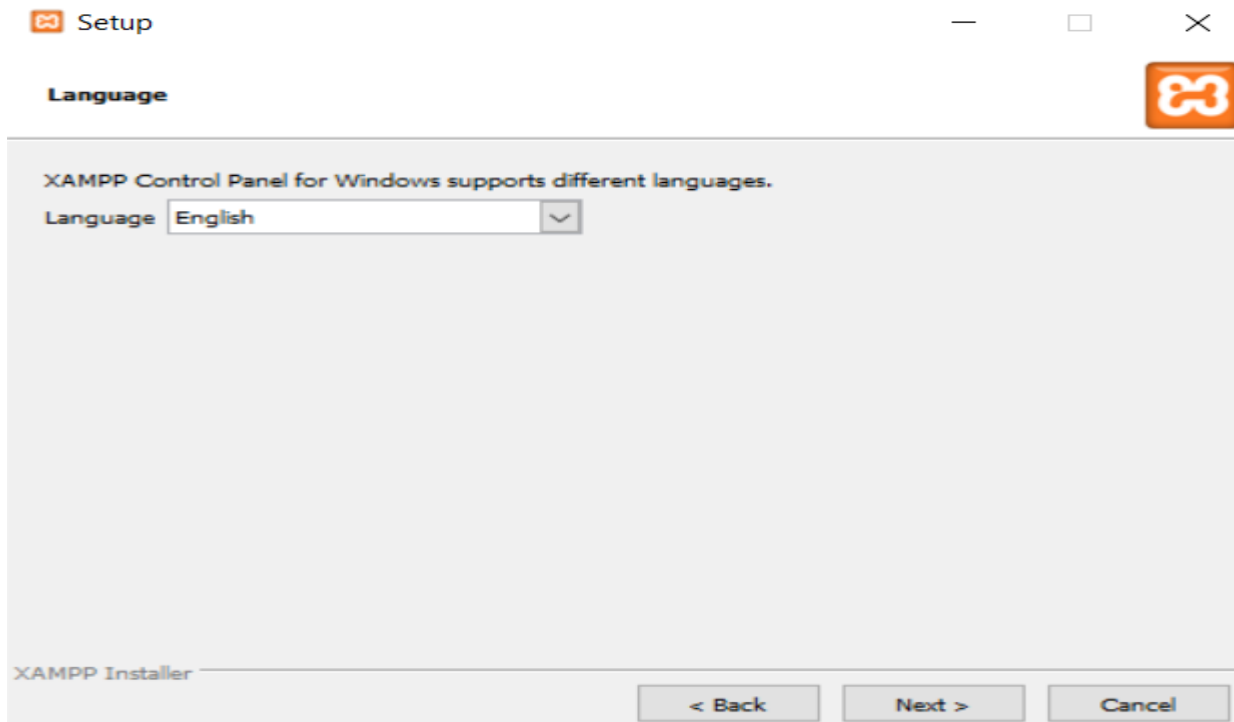 Setup
Language
XAMPP Control Panel for Windows supports different languages.
Language English
XAMPP Installer
< Back Next > Cancel